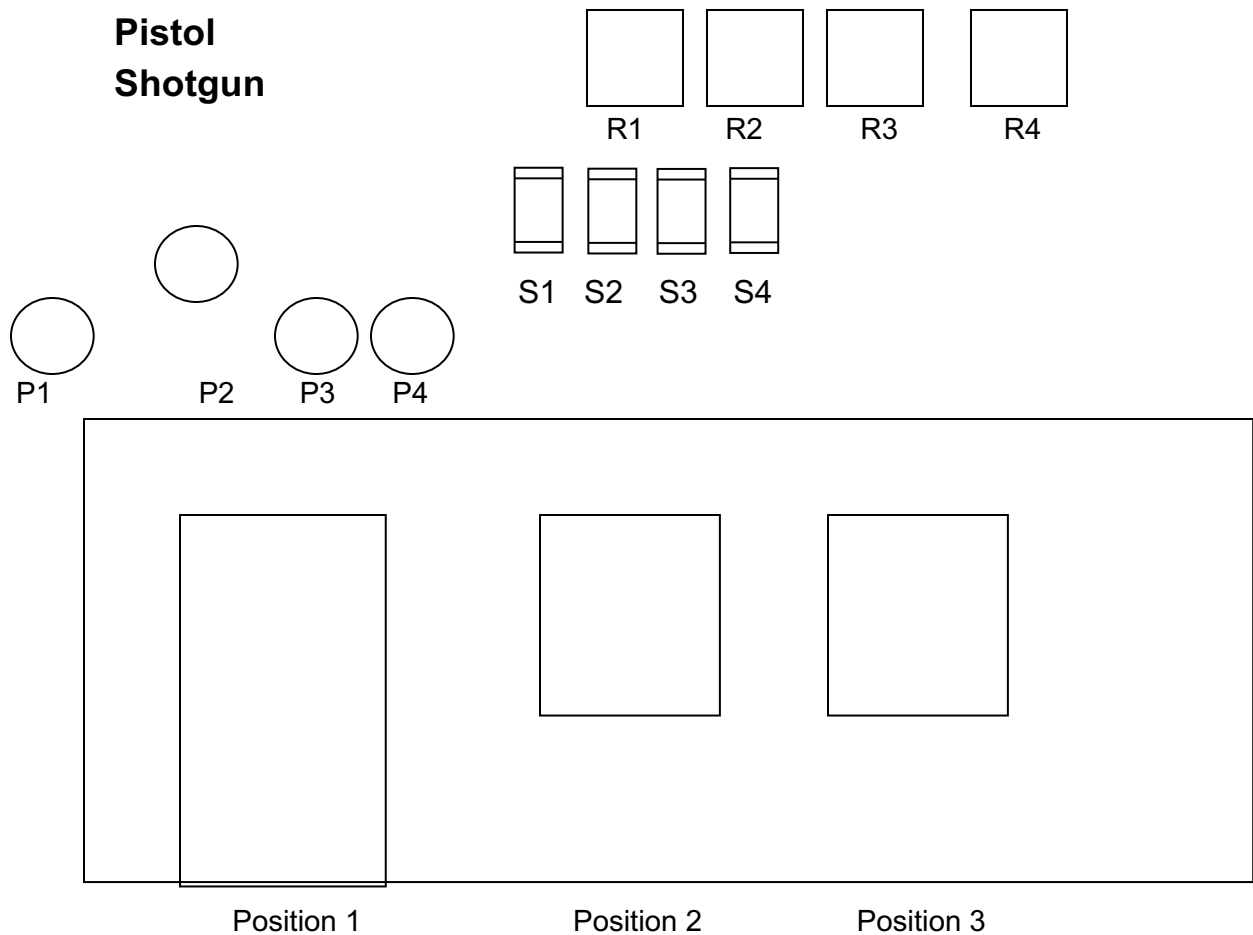 Pistol
Shotgun
R1 R2 R3 R4
S1 S2 S3 S4
P1 P2 P3 P4
Position 1 Position 2 Position 3